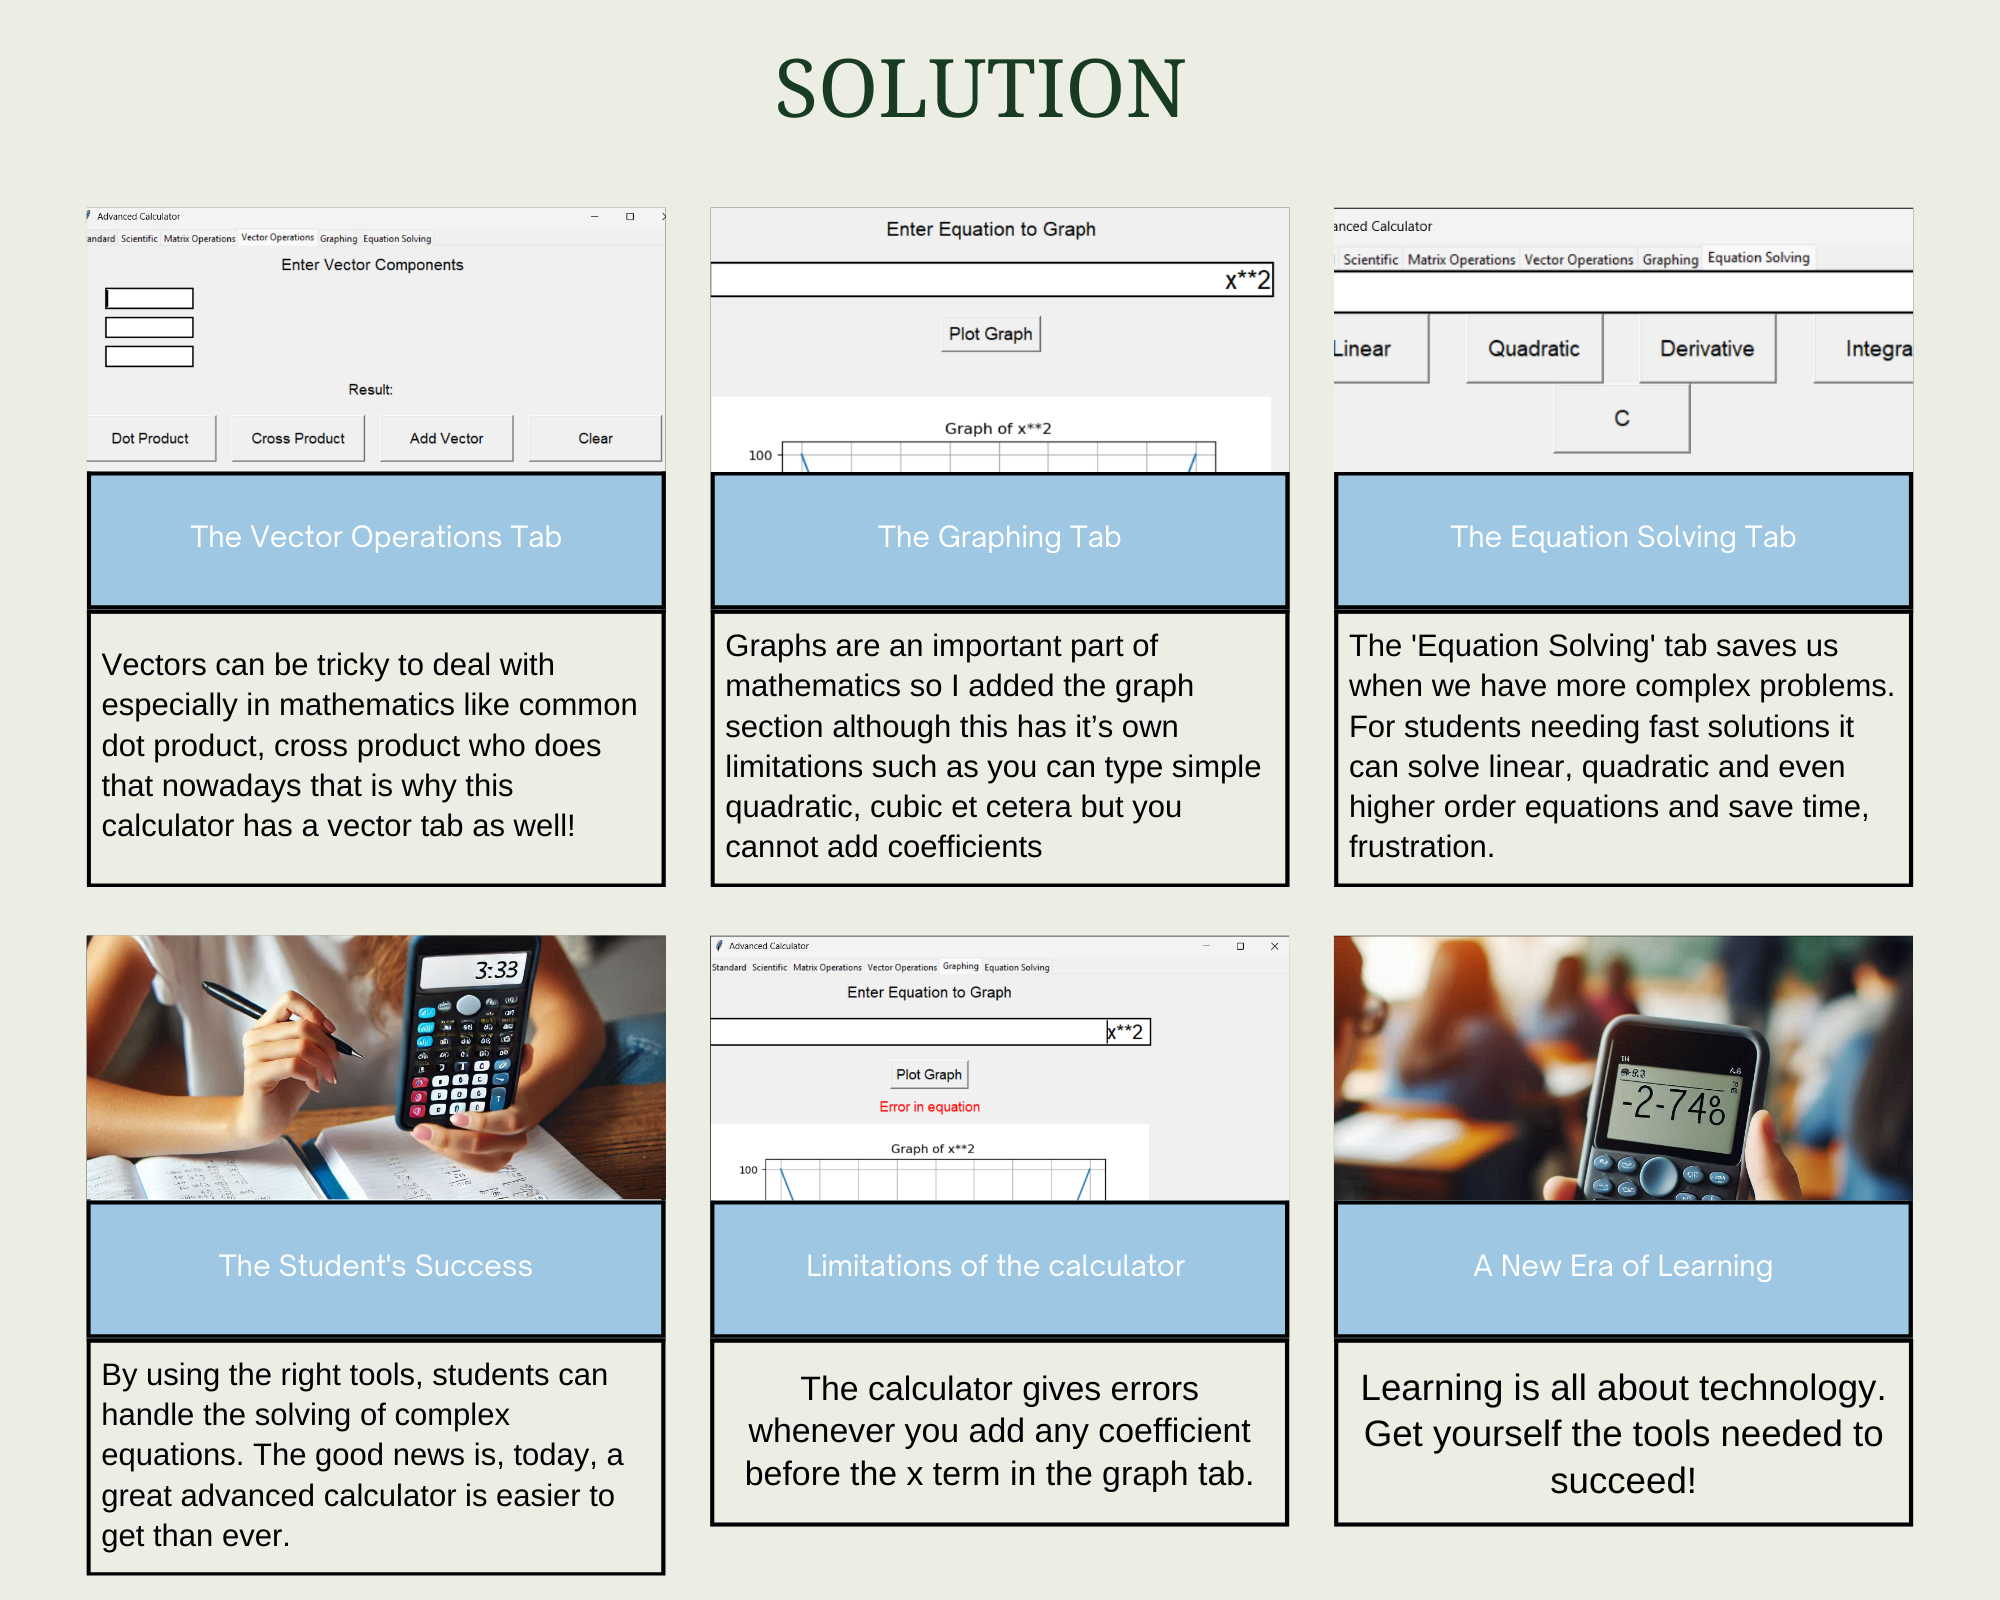 SOLUTION
Advanced Calculator
andard Scientific Matrix Operations Vector Operations Graphing Equation Solving
Enter Vector Components
Result:
Dot Product Cross Product Add Vector Clear
The Vector Operations Tab
Vectors can be tricky to deal with
especially in mathematics like common
dot product, cross product who does
that nowadays that is why this
calculator has a vector tab as well!
Enter Equation to Graph
x**2
Plot Graph
Graph of x**2
100
The Graphing Tab
Graphs are an important part of
mathematics so I added the graph
section although this has it’s own
limitations such as you can type simple
quadratic, cubic et cetera but you
cannot add coefficients
anced Calculator
Scientific Matrix Operations Vector Operations Graphing Equation Solving
Linear Quadratic Derivative Integra
C
The Equation Solving Tab
The 'Equation Solving' tab saves us
when we have more complex problems.
For students needing fast solutions it
can solve linear, quadratic and even
higher order equations and save time,
frustration.
3:33
The Student's Success
By using the right tools, students can
handle the solving of complex
equations. The good news is, today, a
great advanced calculator is easier to
get than ever.
Advanced Calculator
Standard Scientific Matrix Operations Vector Operations Graphing Equation Solving
Enter Equation to Graph
x**2
Plot Graph
Error in equation
Graph of x**2
100
Limitations of the calculator
The calculator gives errors
whenever you add any coefficient
before the x term in the graph tab.
-2-748
A New Era of Learning
Learning is all about technology.
Get yourself the tools needed to
succeed!